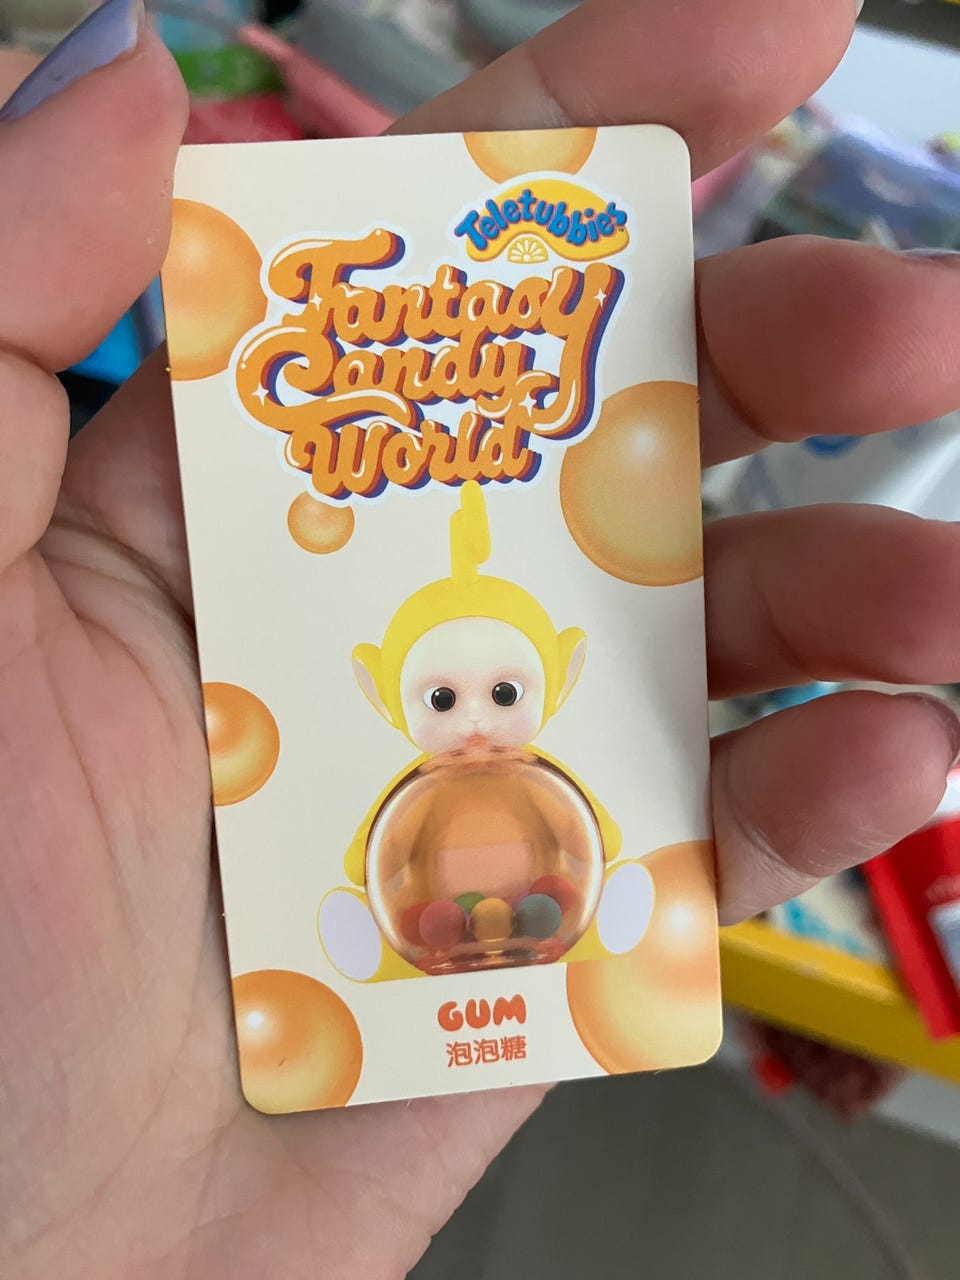 Teletubbies
Fantasy
Candy
World
GUM
泡泡糖